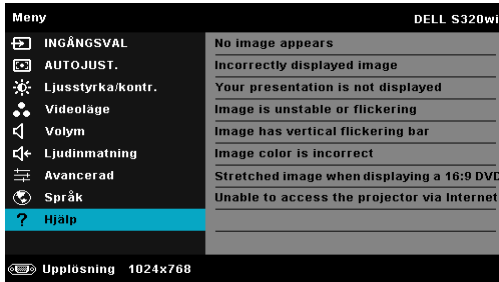 Meny DELL S320wi
INGÅNGSVAL
AUTOJUST.
Ljusstyrka/kontr.
Videoläge
Volym
Ljudinmatning
Avancerad
Språk
? Hjälp
No image appears
Incorrectly displayed image
Your presentation is not displayed
Image is unstable or flickering
Image has vertical flickering bar
Image color is incorrect
Stretched image when displaying a 16:9 DVD
Unable to access the projector via Internet
Upplösning 1024x768